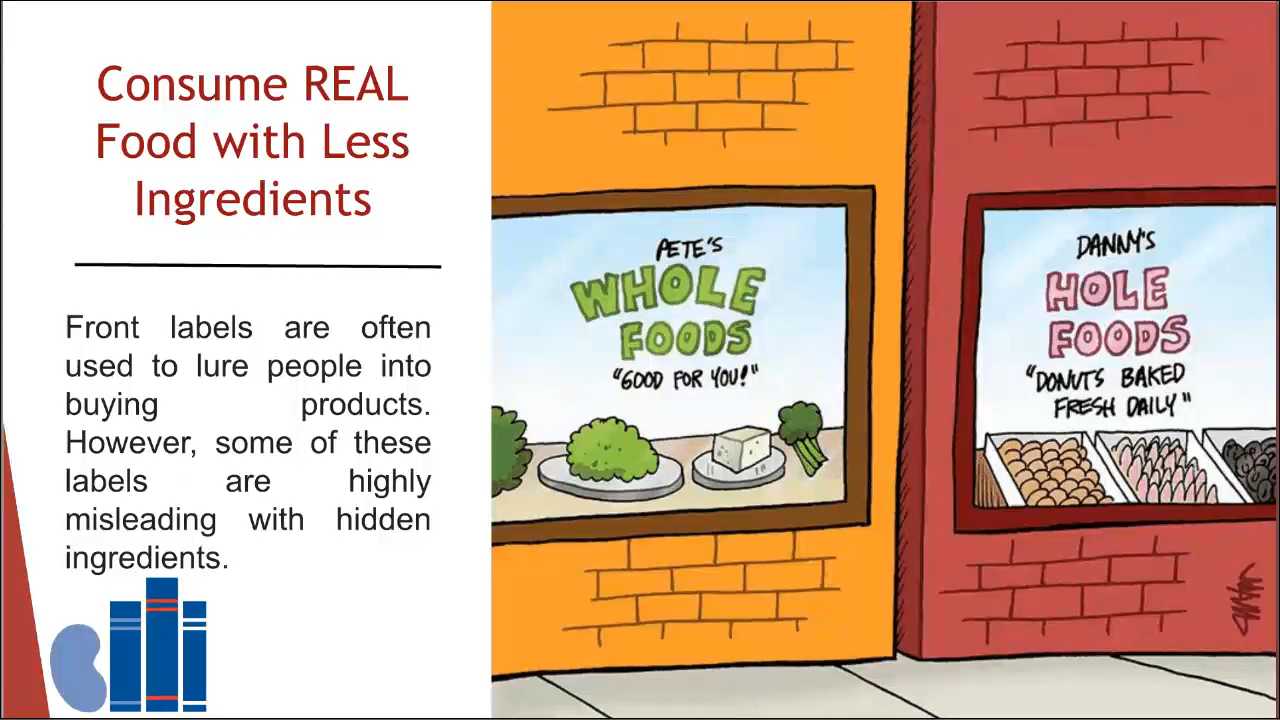 Consume REAL
Food with Less
Ingredients
Front labels are often
used to lure people into
buying products.
However, some of these
labels are highly
misleading with hidden
ingredients.
PETE'S
WHOLE
FOODS
"GOOD FOR YOU!"
DANNY'S
HOLE
FOODS
"DONUTS BAKED
FRESH DAILY"